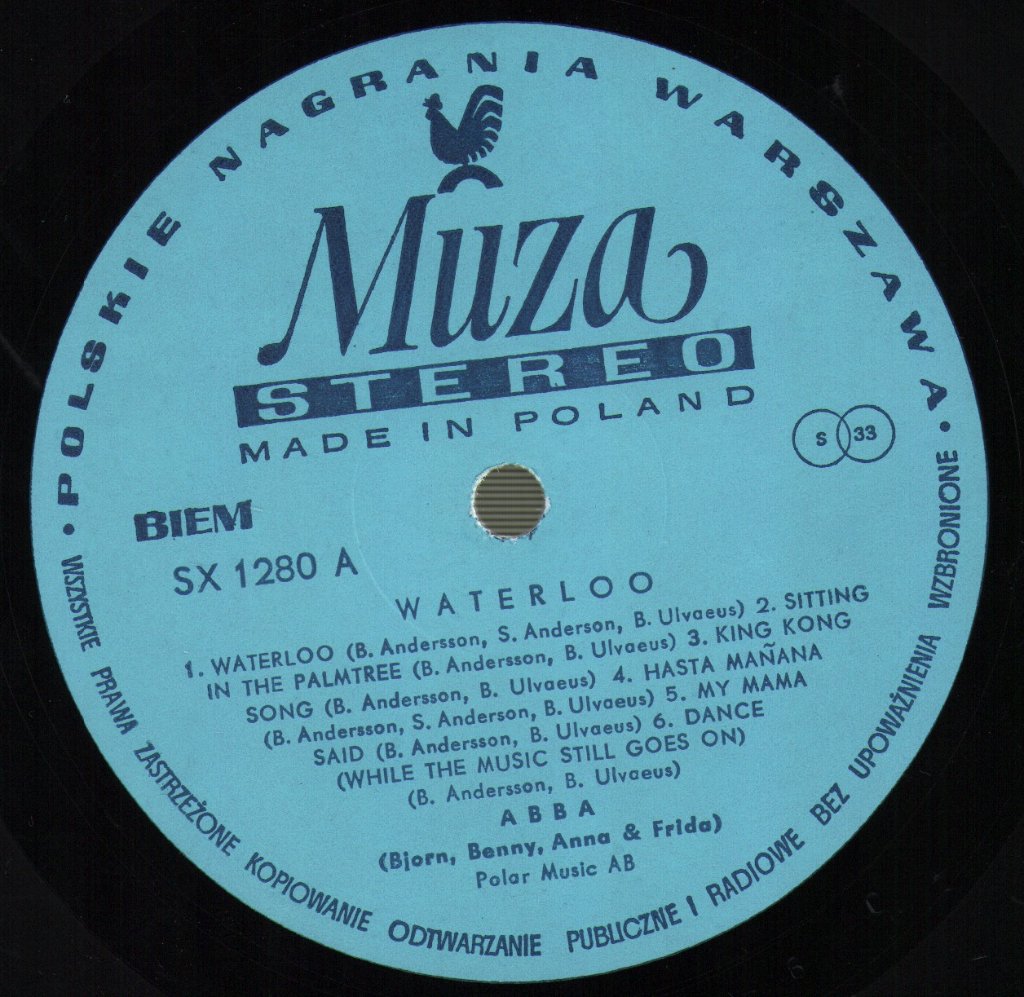 • POLSKIE NAGRANIA WARSZAWA •
Muza
STEREO
MADE IN POLAND
S 33
BIEM
SX 1280 A
WATERLOO
1. WATERLOO (B. Andersson, S. Anderson, B. Ulvaeus) 2. SITTING
IN THE PALMTREE (B. Andersson, B. Ulvaeus) 3. KING KONG
SONG (B. Andersson, B. Ulvaeus) 4. HASTA MAÑANA
(B. Andersson, S. Anderson, B. Ulvaeus) 5. MY MAMA
SAID (B. Andersson, B. Ulvaeus) 6. DANCE
(WHILE THE MUSIC STILL GOES ON)
(B. Andersson, B. Ulvaeus)
ABBA
(Bjorn, Benny, Anna & Frida)
Polar Music AB
WSZYSTKIE PRAWA ZASTRZEŻONE KOPIOWANIE ODTWARZANIE PUBLICZNE I RADIOWE BEZ UPOWAŻNIENIA WZBRONIONE